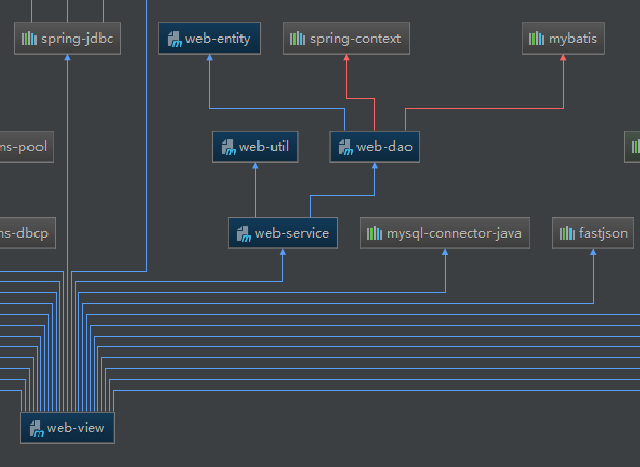 spring-jdbc
web-entity
spring-context
mybatis
ns-pool
web-util
web-dao
ns-dbcp
web-service
mysql-connector-java
fastjson
web-view